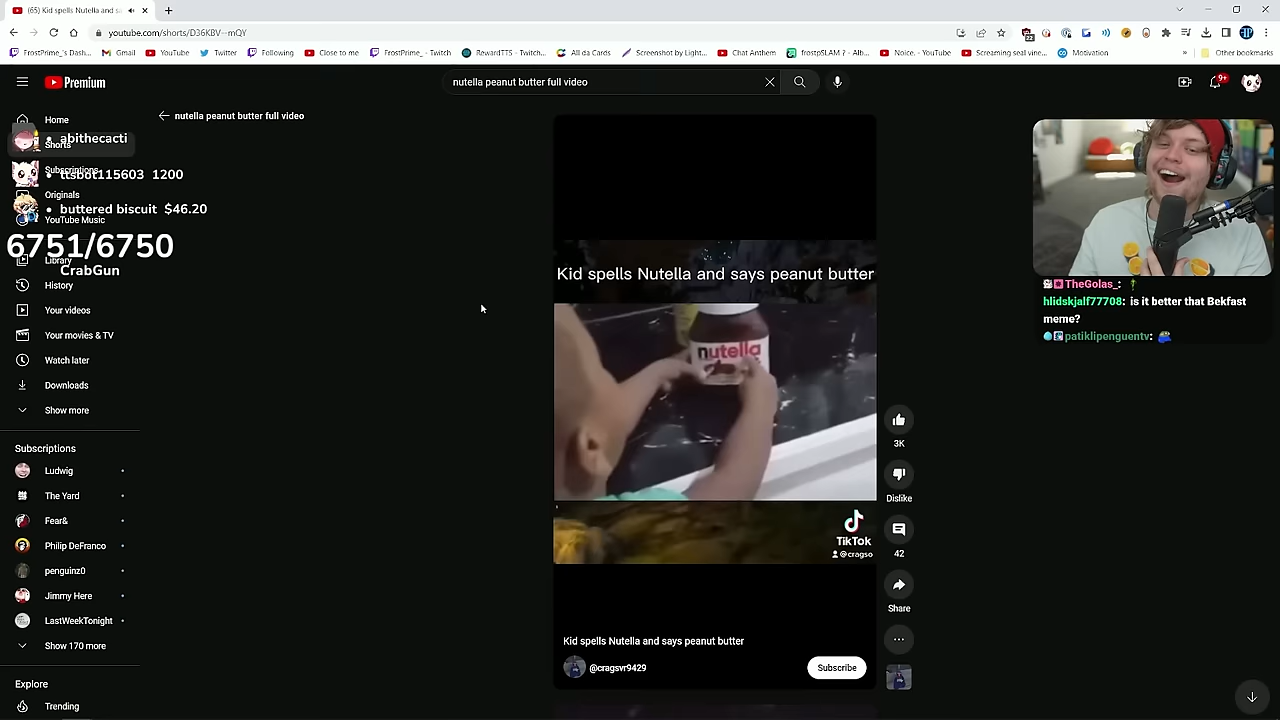 (65) Kid spells Nutella and sa
youtube.com/shorts/D36KBV--mQY
FrostPrime_'s Dash...
Gmail
YouTube
Twitter
Following
Close to me
FrostPrime_ - Twitch
RewardTTS - Twitch...
All da Cards
Screenshot by Light...
Chat Anthem
frostpSLAM 7 - Alb...
Noice. - YouTube
Screaming seal vine...
Motivation
»
Other bookmarks
Premium
nutella peanut butter full video
9+
nutella peanut butter full video
Home
abithecacti
Shorts
Subscriptions
ttsbot115603 1200
Originals
buttered biscuit $46.20
YouTube Music
6751/6750
Library
CrabGun
History
Your videos
Your movies & TV
Watch later
Downloads
Show more
Subscriptions
Ludwig
The Yard
Fear&
Philip DeFranco
penguinz0
Jimmy Here
LastWeekTonight
Show 170 more
Explore
Trending
Kid spells Nutella and says peanut butter
nutella
TikTok
@cragso
Kid spells Nutella and says peanut butter
@cragsvr9429
Subscribe
3K
Dislike
42
Share
TheGolas_:
hlidskjalf77708: is it better that Bekfast
meme?
patiklipenguentv: